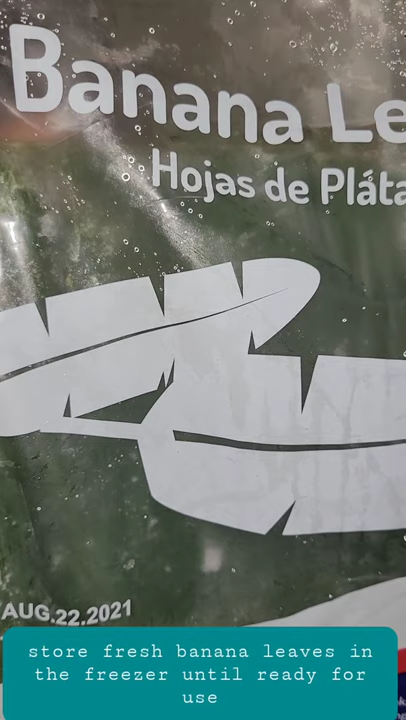 Banana Le
Hojas de Pláta
AUG.22.2021
store fresh banana leaves in
the freezer until ready for
use